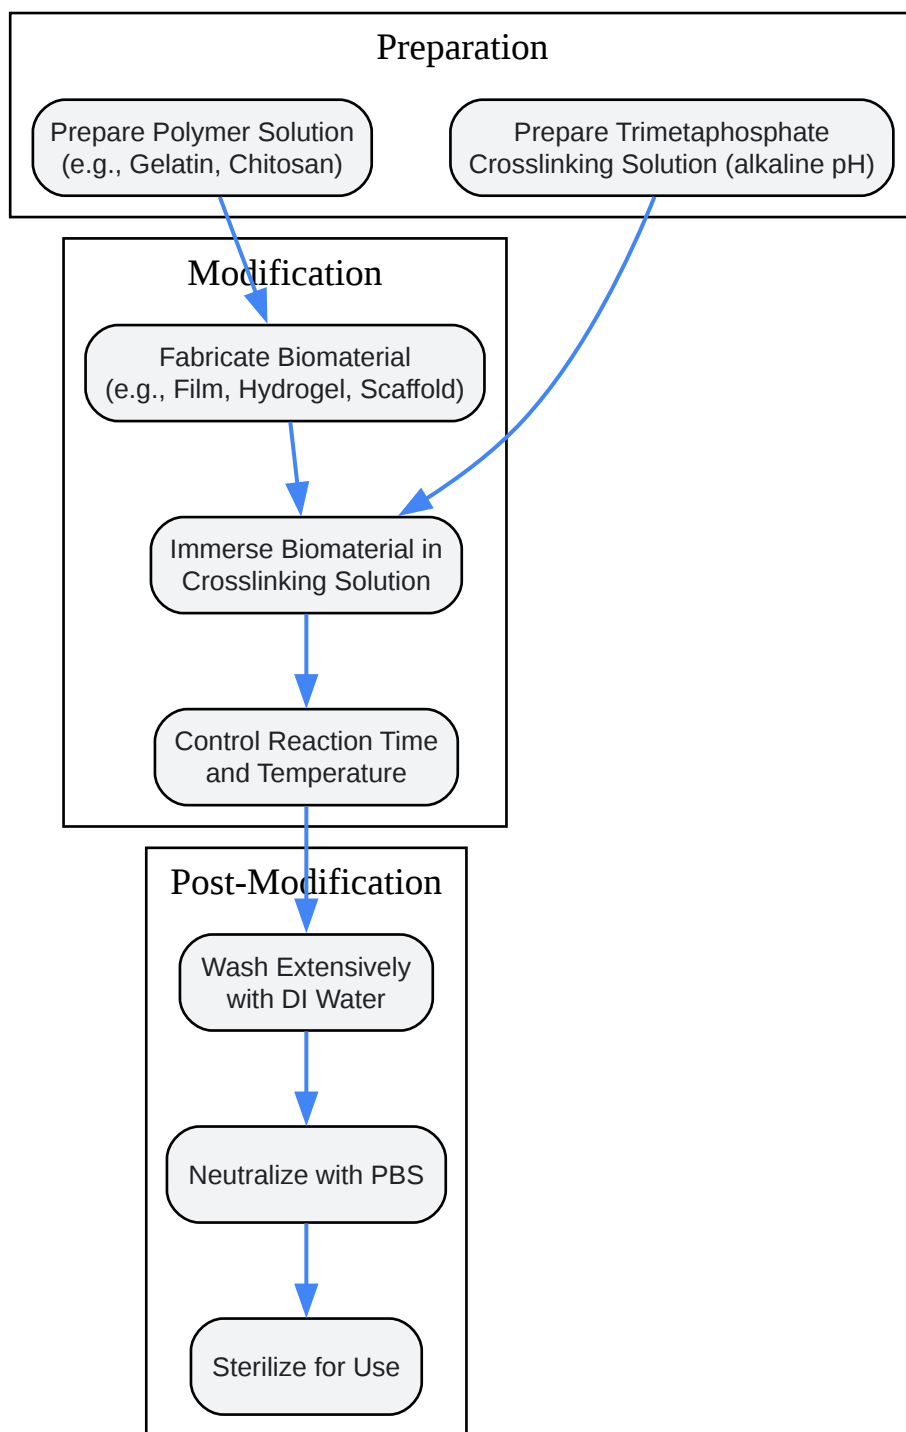 Preparation
Prepare Polymer Solution
(e.g., Gelatin, Chitosan)
Prepare Trimetaphosphate
Crosslinking Solution (alkaline pH)
Modification
Fabricate Biomaterial
(e.g., Film, Hydrogel, Scaffold)
Immerse Biomaterial in
Crosslinking Solution
Control Reaction Time
and Temperature
Post-Modification
Wash Extensively
with DI Water
Neutralize with PBS
Sterilize for Use